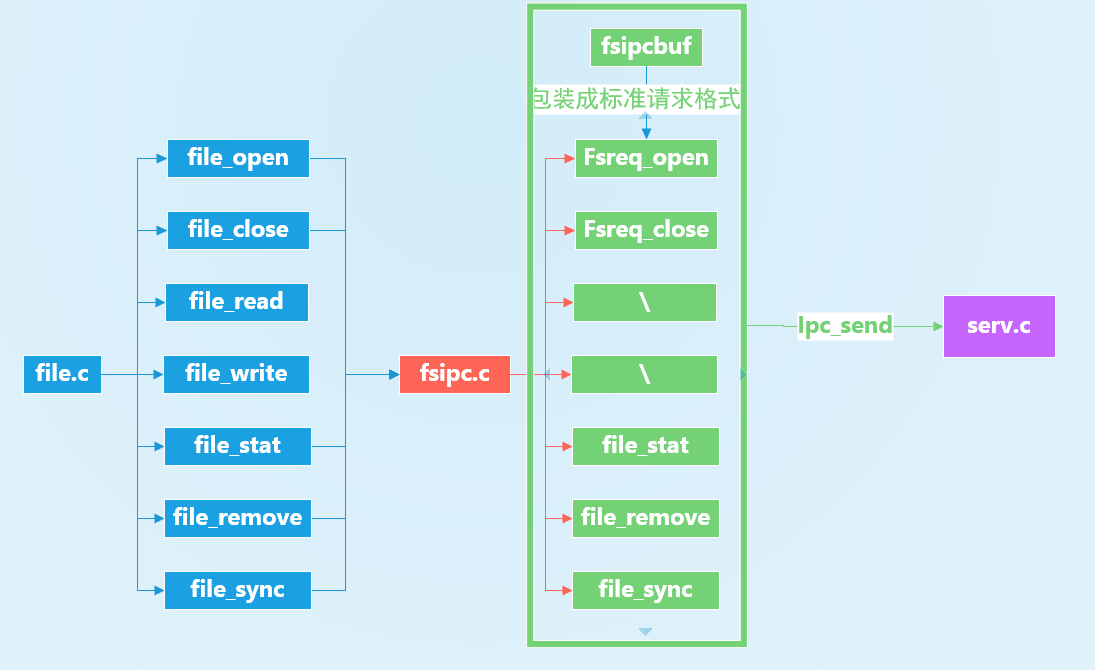 fsipcbuf
包装成标准请求格式
file_open
Fsreq_open
file_close
Fsreq_close
file_read
\
Ipc_send
serv.c
file.c
file_write
fsipc.c
\
file_stat
file_stat
file_remove
file_remove
file_sync
file_sync